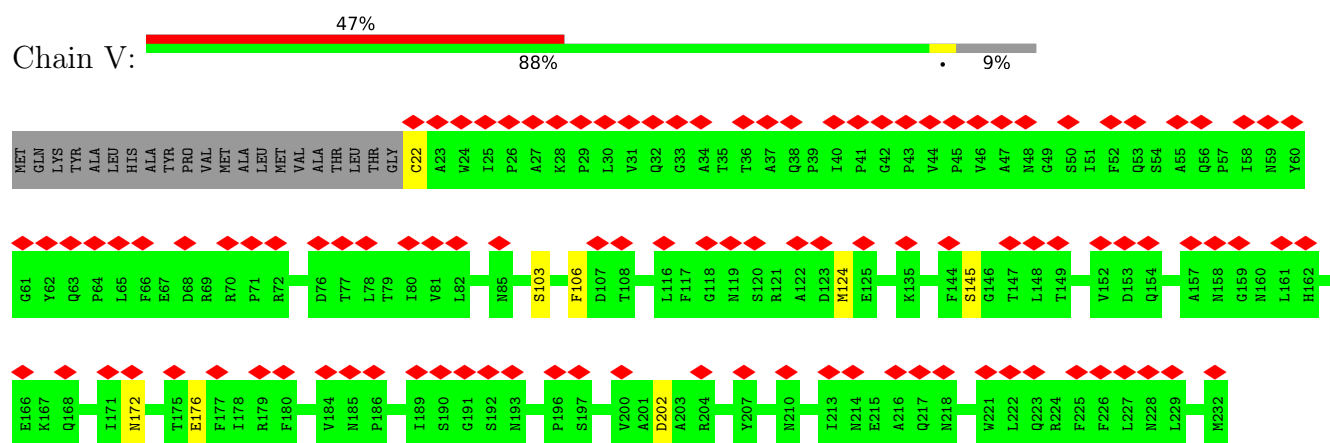 47%
Chain V:
88% • 9%
MET GLN LYS TYR ALA LEU HIS ALA TYR PRO VAL MET ALA LEU MET VAL ALA THR LEU THR GLY C22 A23 W24 I25 P26 A27 K28 P29 L30 V31 Q32 G33 A34 T35 T36 A37 Q38 P39 I40 P41 G42 P43 V44 P45 V46 A47 N48 G49 S50 I51 F52 Q53 S54 A55 Q56 P57 I58 N59 Y60
G61 Y62 Q63 P64 L65 F66 E67 D68 R69 R70 P71 R72 D76 T77 L78 T79 I80 V81 L82 N85 S103 F106 D107 T108 L116 F117 G118 N119 S120 R121 A122 D123 M124 E125 K135 F144 S145 G146 T147 L148 T149 V152 D153 Q154 A157 N158 G159 N160 L161 H162
E166 K167 Q168 I171 N172 T175 E176 F177 I178 R179 F180 V184 N185 P186 I189 S190 G191 S192 N193 P196 S197 V200 A201 D202 A203 R204 Y207 N210 I213 N214 E215 A216 Q217 N218 W221 L222 Q223 R224 F225 F226 L227 N228 L229 M232